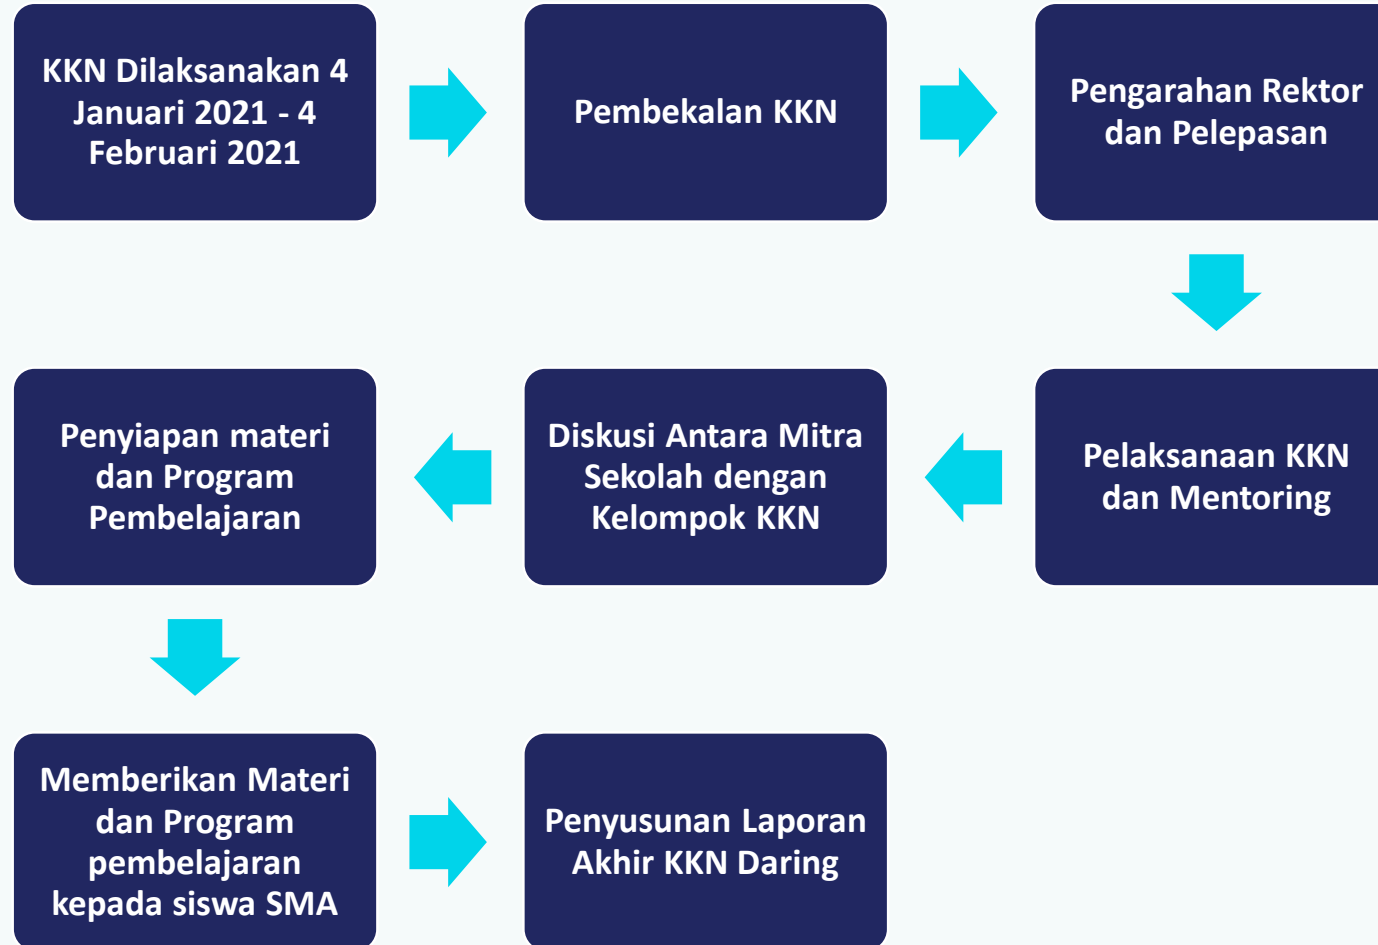 KKN Dilaksanakan 4
Januari 2021 - 4
Februari 2021
Pembekalan KKN
Pengarahan Rektor
dan Pelepasan
Pelaksanaan KKN
dan Mentoring
Diskusi Antara Mitra
Sekolah dengan
Kelompok KKN
Penyiapan materi
dan Program
Pembelajaran
Memberikan Materi
dan Program
pembelajaran
kepada siswa SMA
Penyusunan Laporan
Akhir KKN Daring